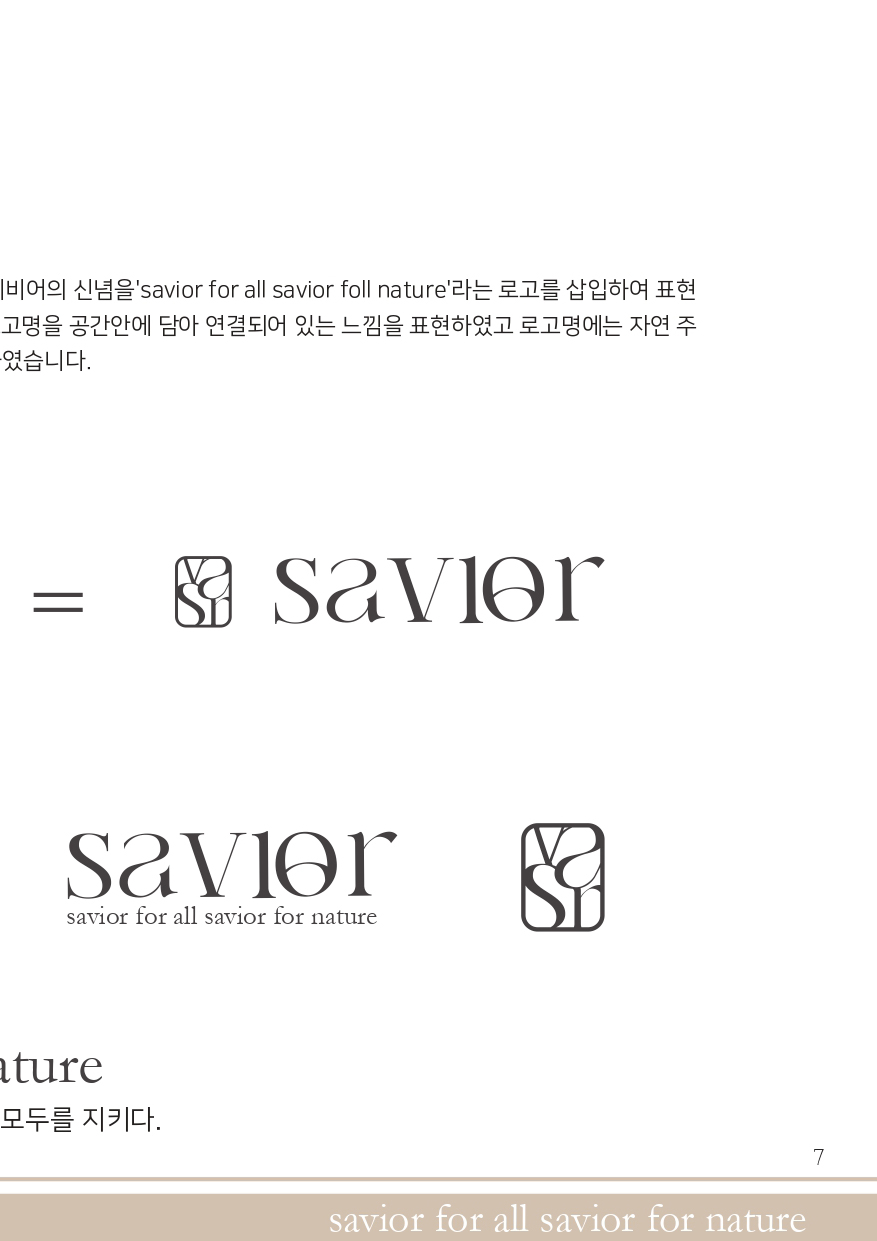 비어의 신념을'savior for all savior foll nature'라는 로고를 삽입하여 표현
고명을 공간안에 담아 연결되어 있는 느낌을 표현하였고 로고명에는 자연 주
였습니다.
=
vasr savior
savior
savior for all savior for nature
vasr
ature
모두를 지키다.
7
savior for all savior for nature